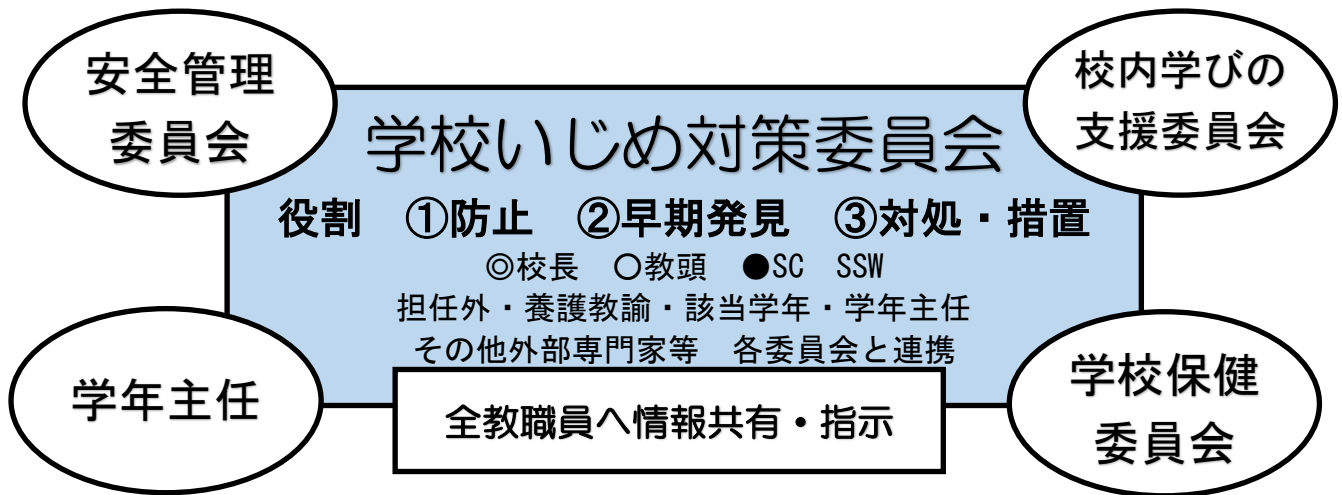 安全管理
委員会
校内学びの
支援委員会
学校いじめ対策委員会
役割　①防止　②早期発見　③対処・措置
◎校長　〇教頭　●SC　SSW
担任外・養護教諭・該当学年・学年主任
その他外部専門家等　各委員会と連携
学年主任
全教職員へ情報共有・指示
学校保健
委員会